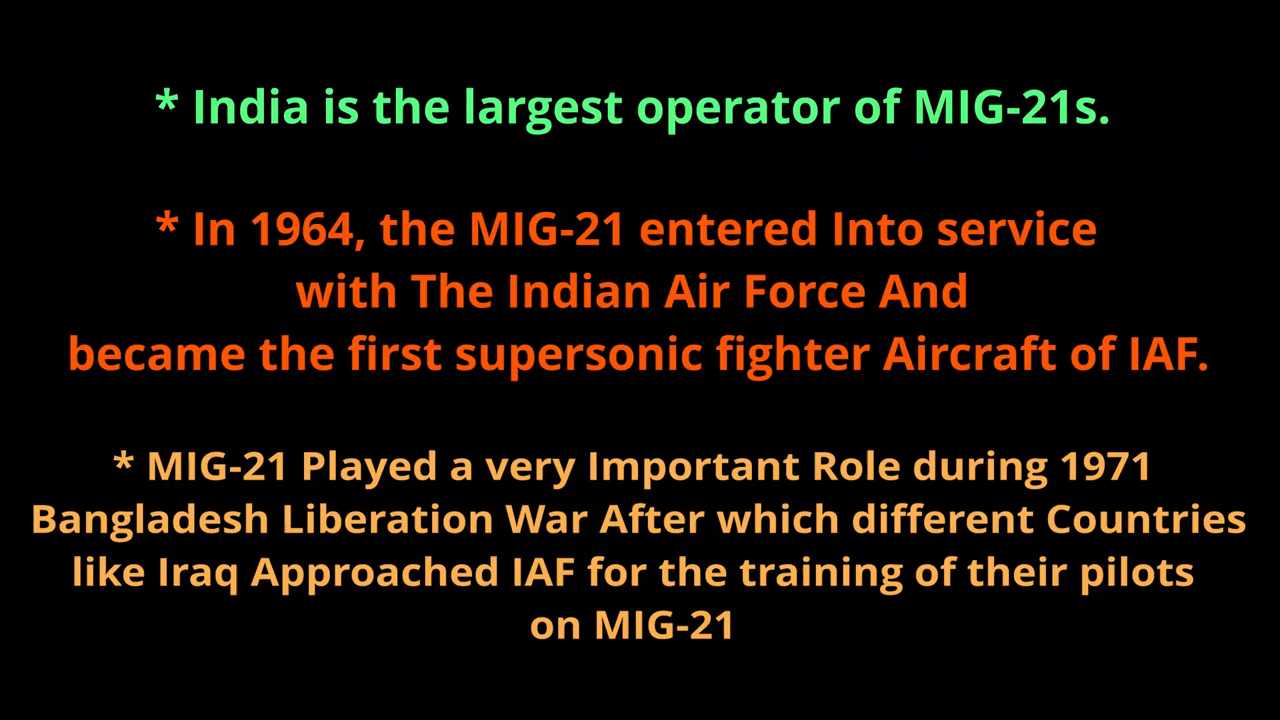 * India is the largest operator of MIG-21s.
* In 1964, the MIG-21 entered Into service
with The Indian Air Force And
became the first supersonic fighter Aircraft of IAF.
* MIG-21 Played a very Important Role during 1971
Bangladesh Liberation War After which different Countries
like Iraq Approached IAF for the training of their pilots
on MIG-21